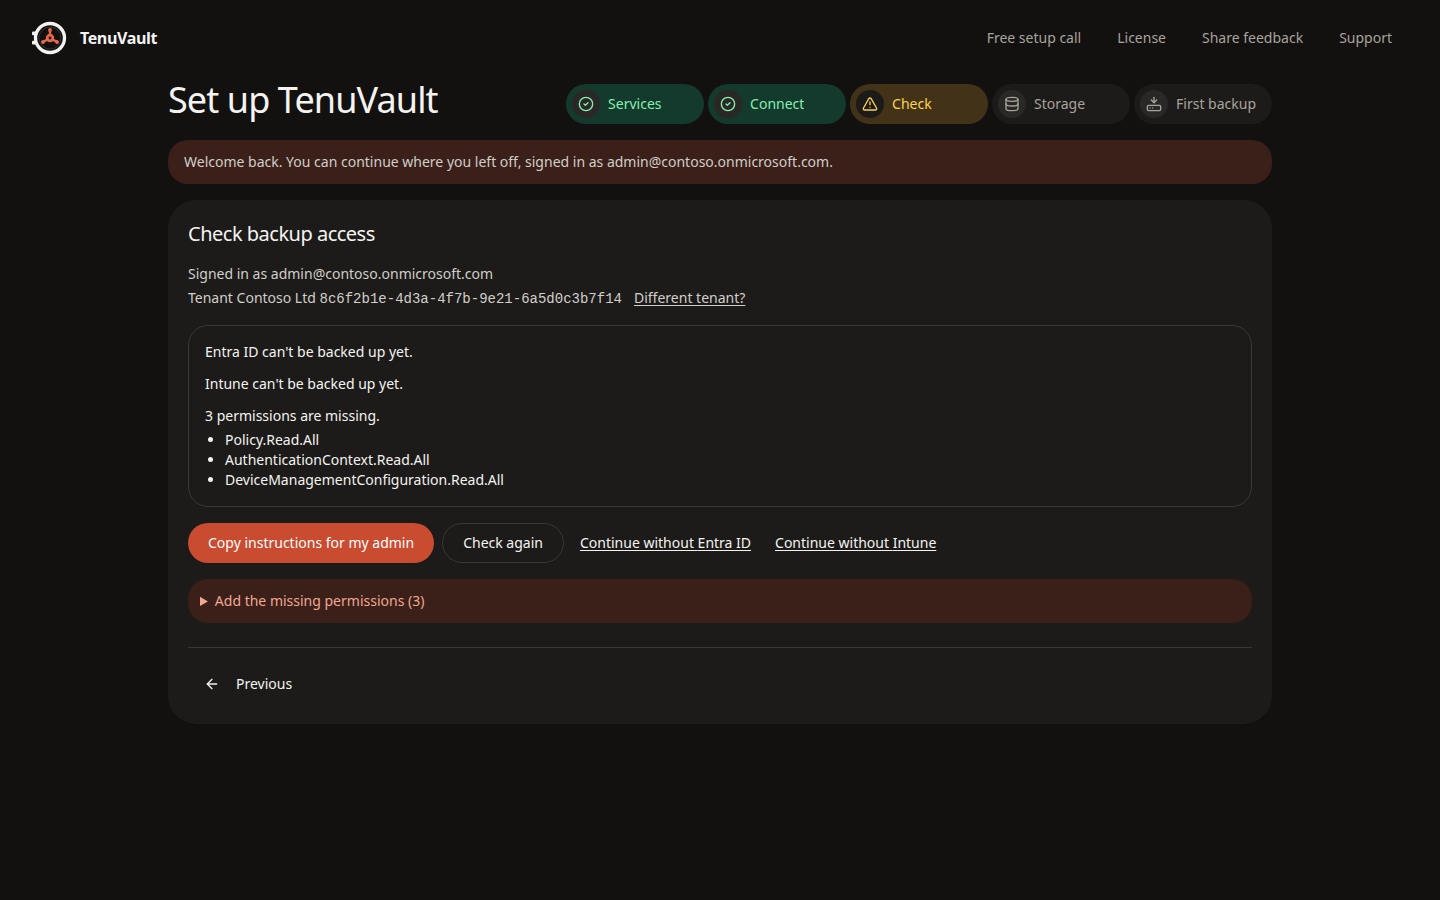 TenuVault
Free setup call
License
Share feedback
Support
Set up TenuVault
Services
Connect
Check
Storage
First backup
Welcome back. You can continue where you left off, signed in as admin@contoso.onmicrosoft.com.
Check backup access
Signed in as admin@contoso.onmicrosoft.com
Tenant Contoso Ltd 8c6f2b1e-4d3a-4f7b-9e21-6a5d0c3b7f14 Different tenant?
Entra ID can't be backed up yet.
Intune can't be backed up yet.
3 permissions are missing.
Policy.Read.All
AuthenticationContext.Read.All
DeviceManagementConfiguration.Read.All
Copy instructions for my admin
Check again
Continue without Entra ID
Continue without Intune
Add the missing permissions (3)
Previous